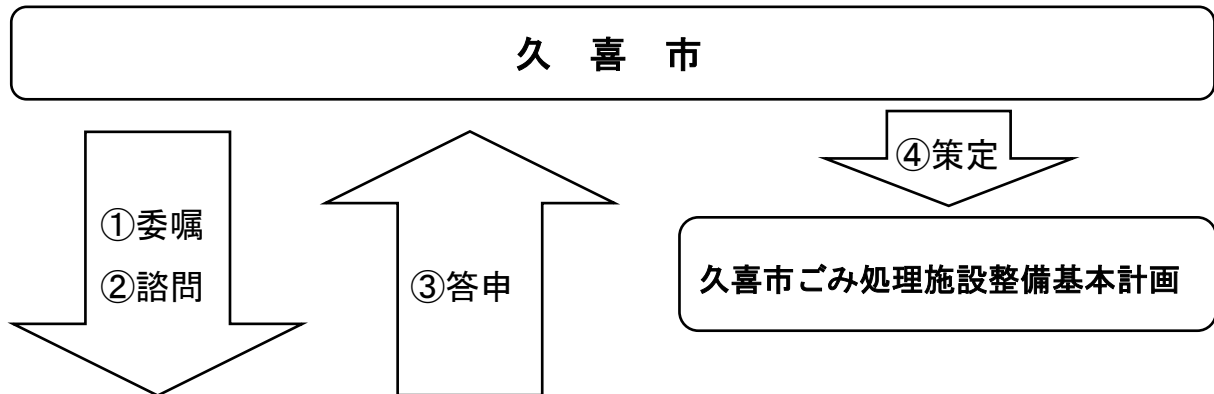 久 喜 市
①委嘱
②諮問
③答申
④策定
久喜市ごみ処理施設整備基本計画